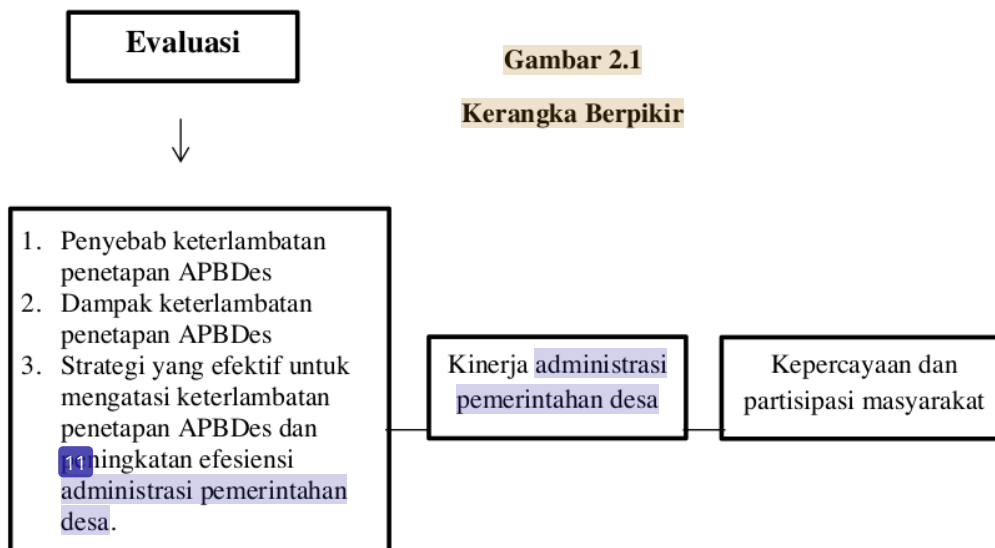 Evaluasi
Gambar 2.1
Kerangka Berpikir
1. Penyebab keterlambatan
penetapan APBDes
2. Dampak keterlambatan
penetapan APBDes
3. Strategi yang efektif untuk
mengatasi keterlambatan
penetapan APBDes dan
11
ningkatan efesiensi
administrasi pemerintahan
desa.
Kinerja administrasi
pemerintahan desa
Kepercayaan dan
partisipasi masyarakat